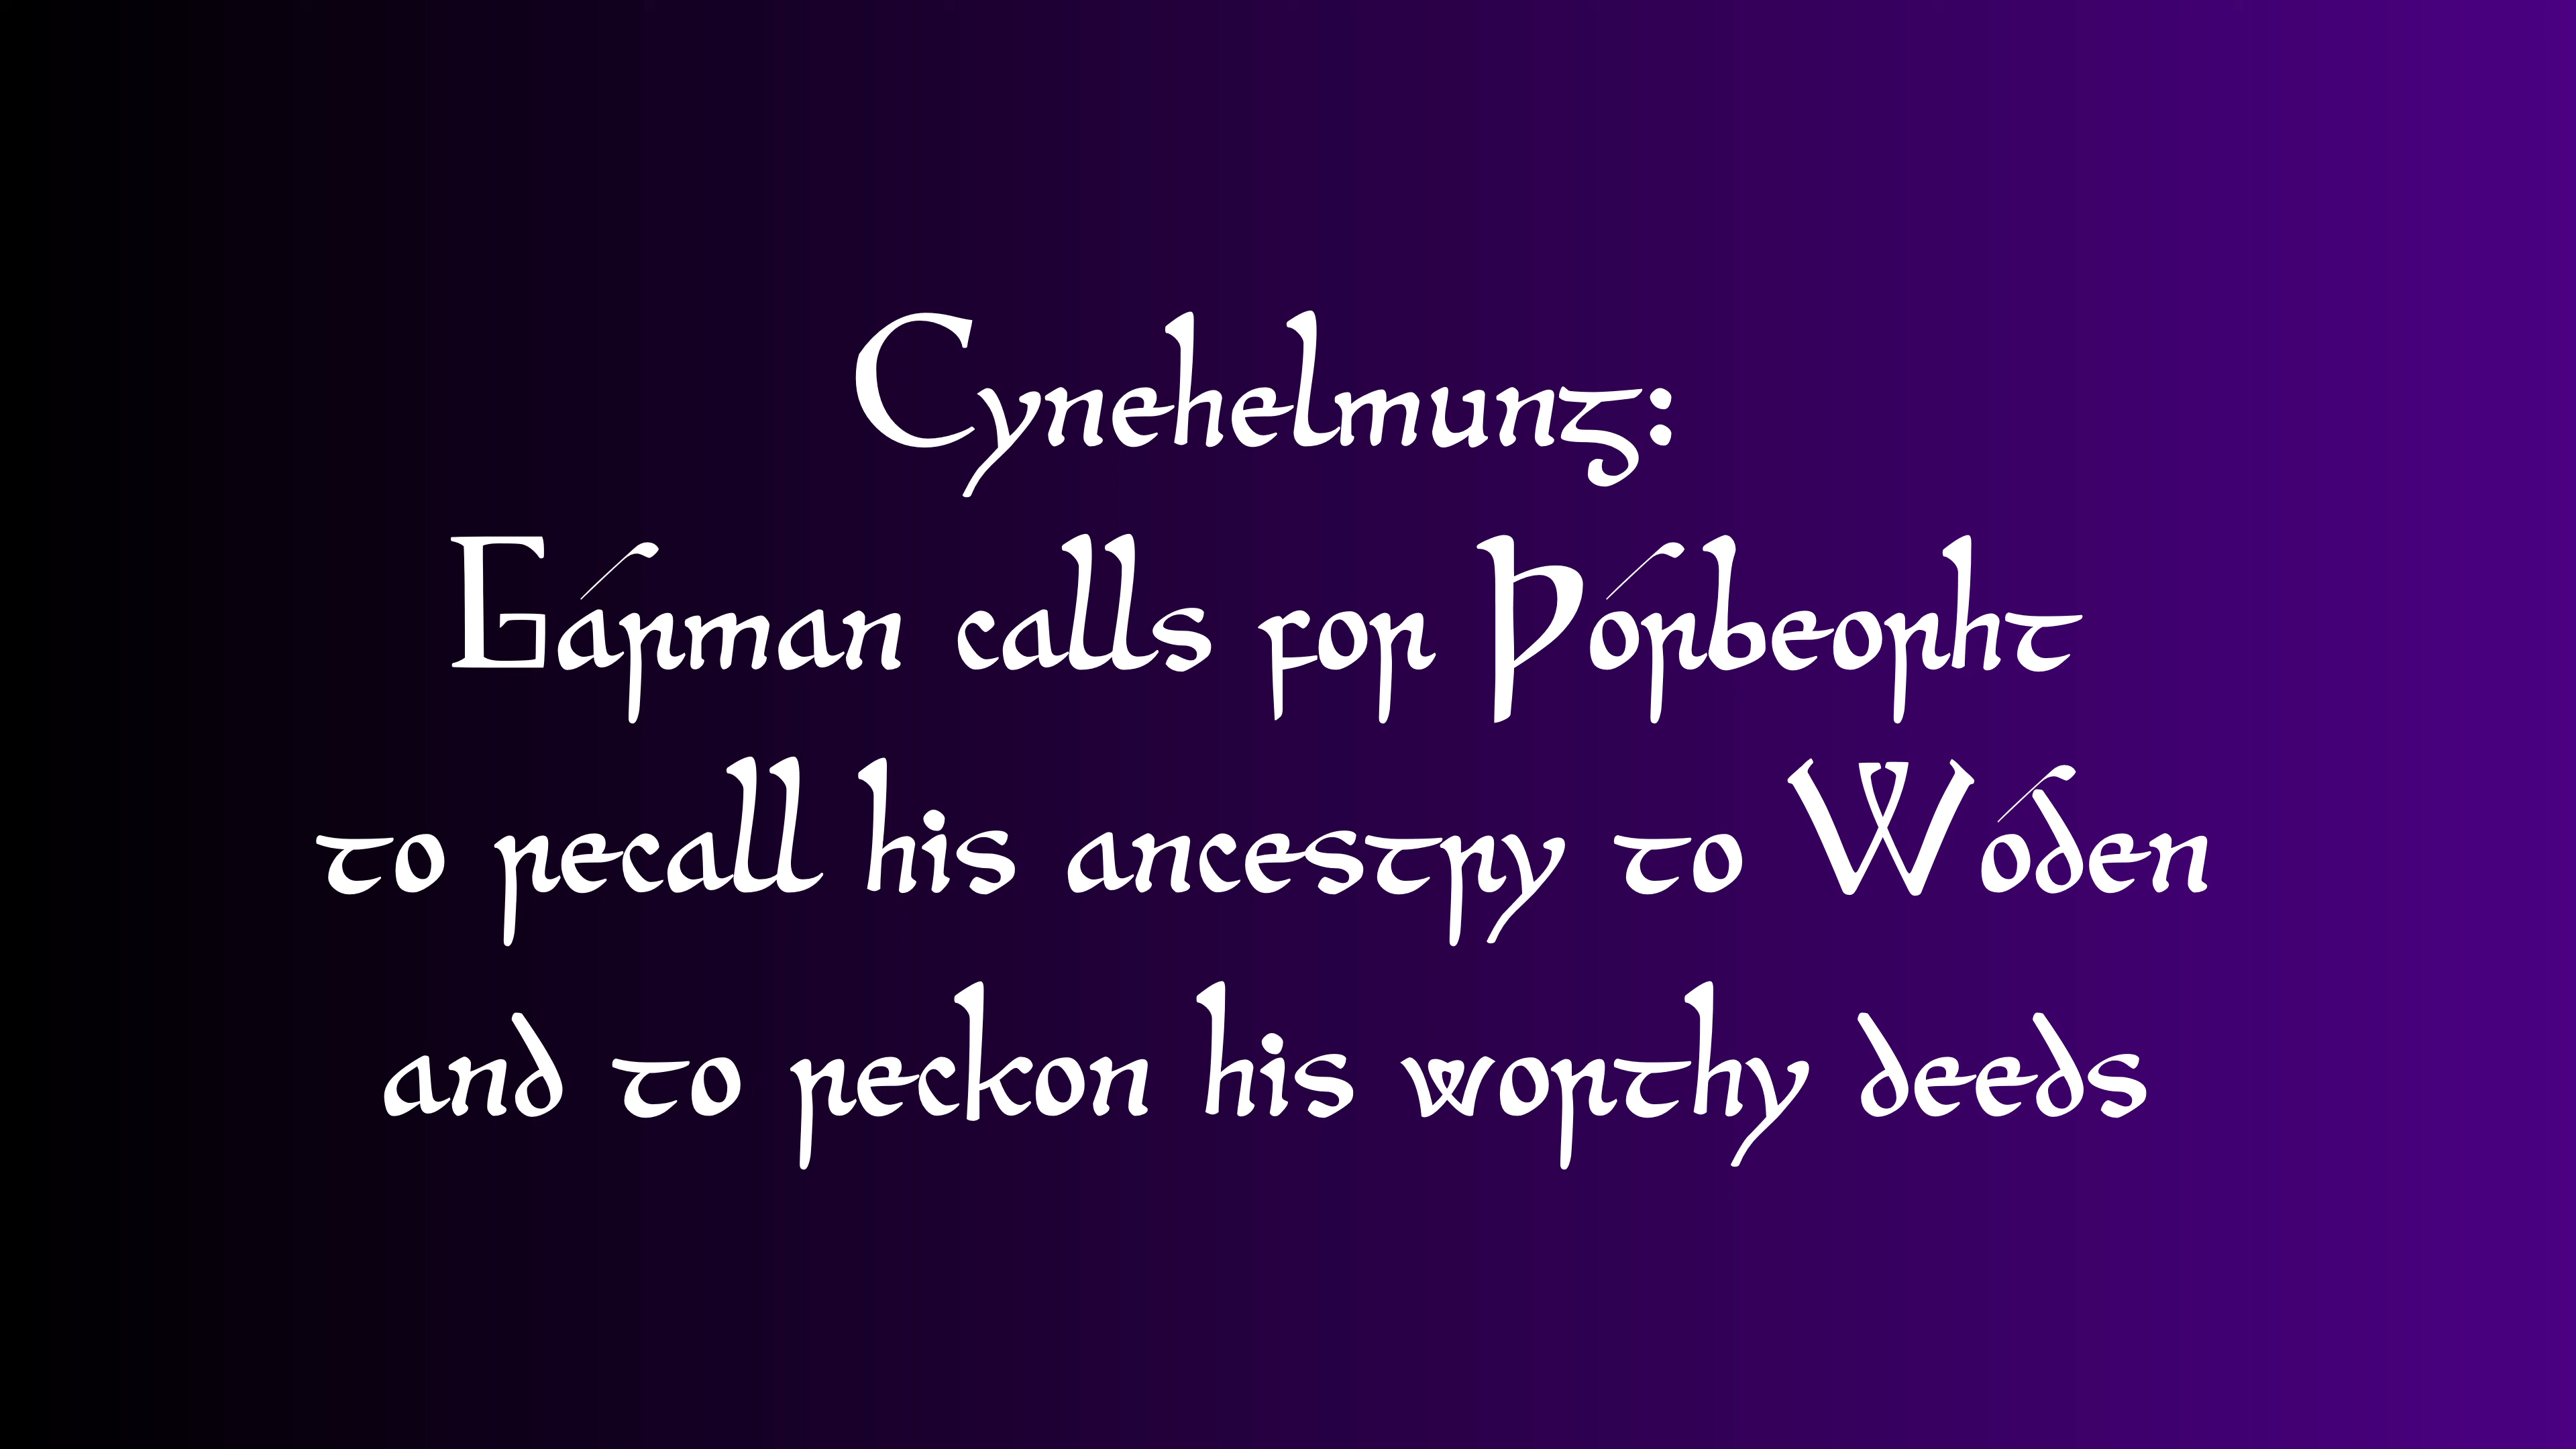 Cynehelmung:
Gárman calls for Þórbeorht
to recall his ancestry to Wóden
and to reckon his worthy deeds